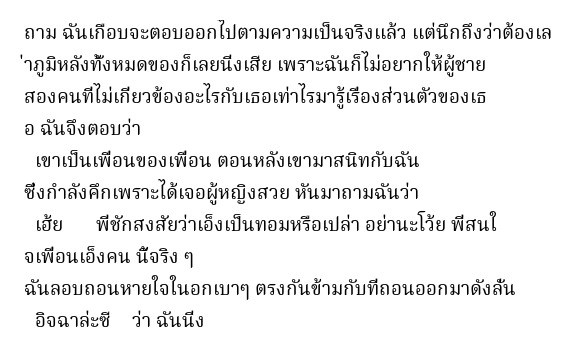 ถาม ฉันเกือบจะตอบออกไปตามความเป็นจริงแล้ว แต่นึกถึงว่าต้องเล
่าภูมิหลังทั้งหมดของก็เลยนึ่งเสีย เพราะฉันก็ไม่อยากให้ผู้ชาย
สองคนที่ไม่เกี่ยวข้องอะไรกับเธอเท่าไรมารู้เรื่องส่วนตัวของเธ
อ ฉันจึงตอบว่า
เขาเป็นเพื่อนของเพื่อน ตอนหลังเขามาสนิทกับฉัน
ซึ่งกำลังคึกเพราะได้เจอผู้หญิงสวย หันมาถามฉันว่า
เฮ้ย พี่ชักสงสัยว่าเอ็งเป็นทอมหรือเปล่า อย่านะโว้ย พี่สนใ
จเพื่อนเอ็งคน นี้จริง ๆ
ฉันลอบถอนหายใจในอกเบาๆ ตรงกันข้ามกับที่ถอนออกมาดังลั่น
อิจฉาล่ะซี ว่า ฉันนึ่ง